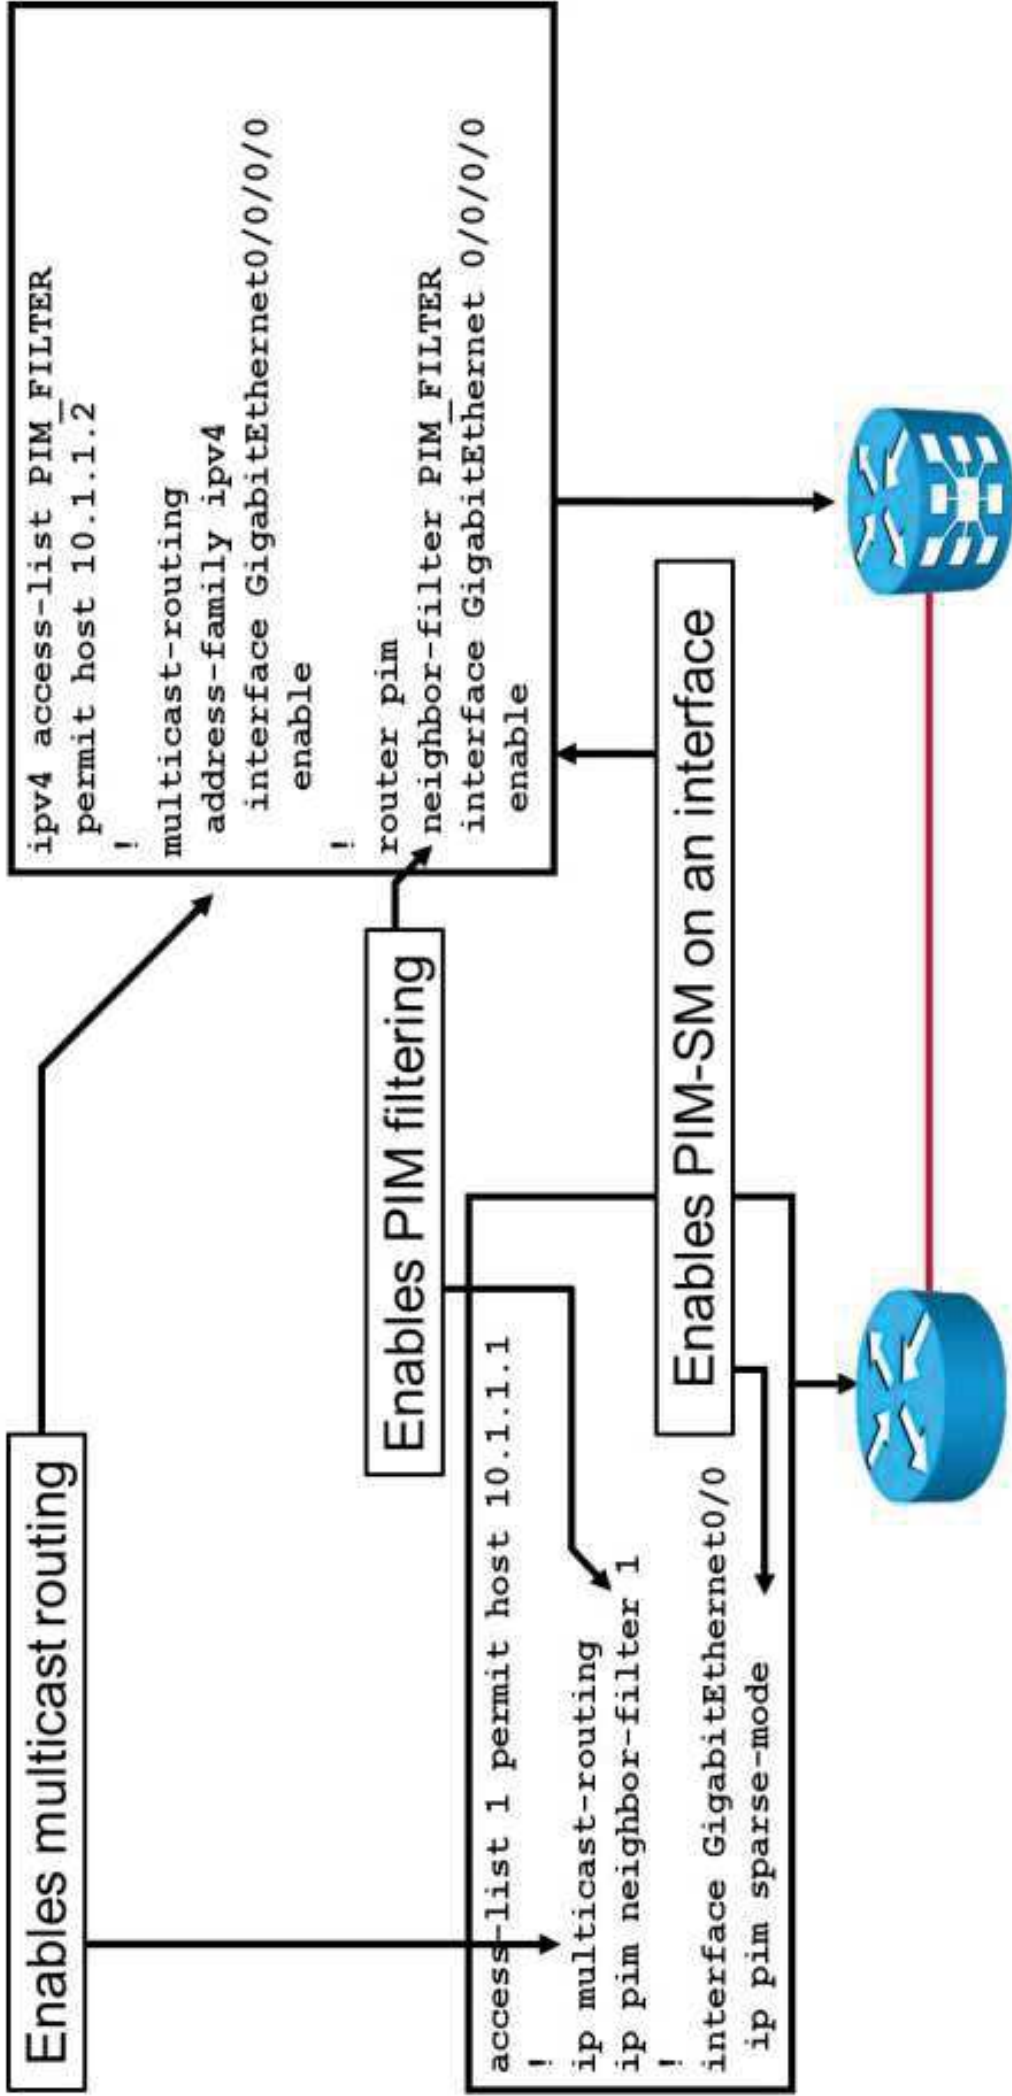 Enables multicast routing
ipv4 access-list PIM_FILTER
permit host 10.1.1.2
!
multicast-routing
address-family ipv4
interface GigabitEthernet0/0/0/0
enable
!
router pim
neighbor-filter PIM_FILTER
interface GigabitEthernet 0/0/0/0
enable
Enables PIM filtering
access-list 1 permit host 10.1.1.1
!
ip multicast-routing
ip pim neighbor-filter 1
!
interface GigabitEthernet0/0
ip pim sparse-mode
Enables PIM-SM on an interface